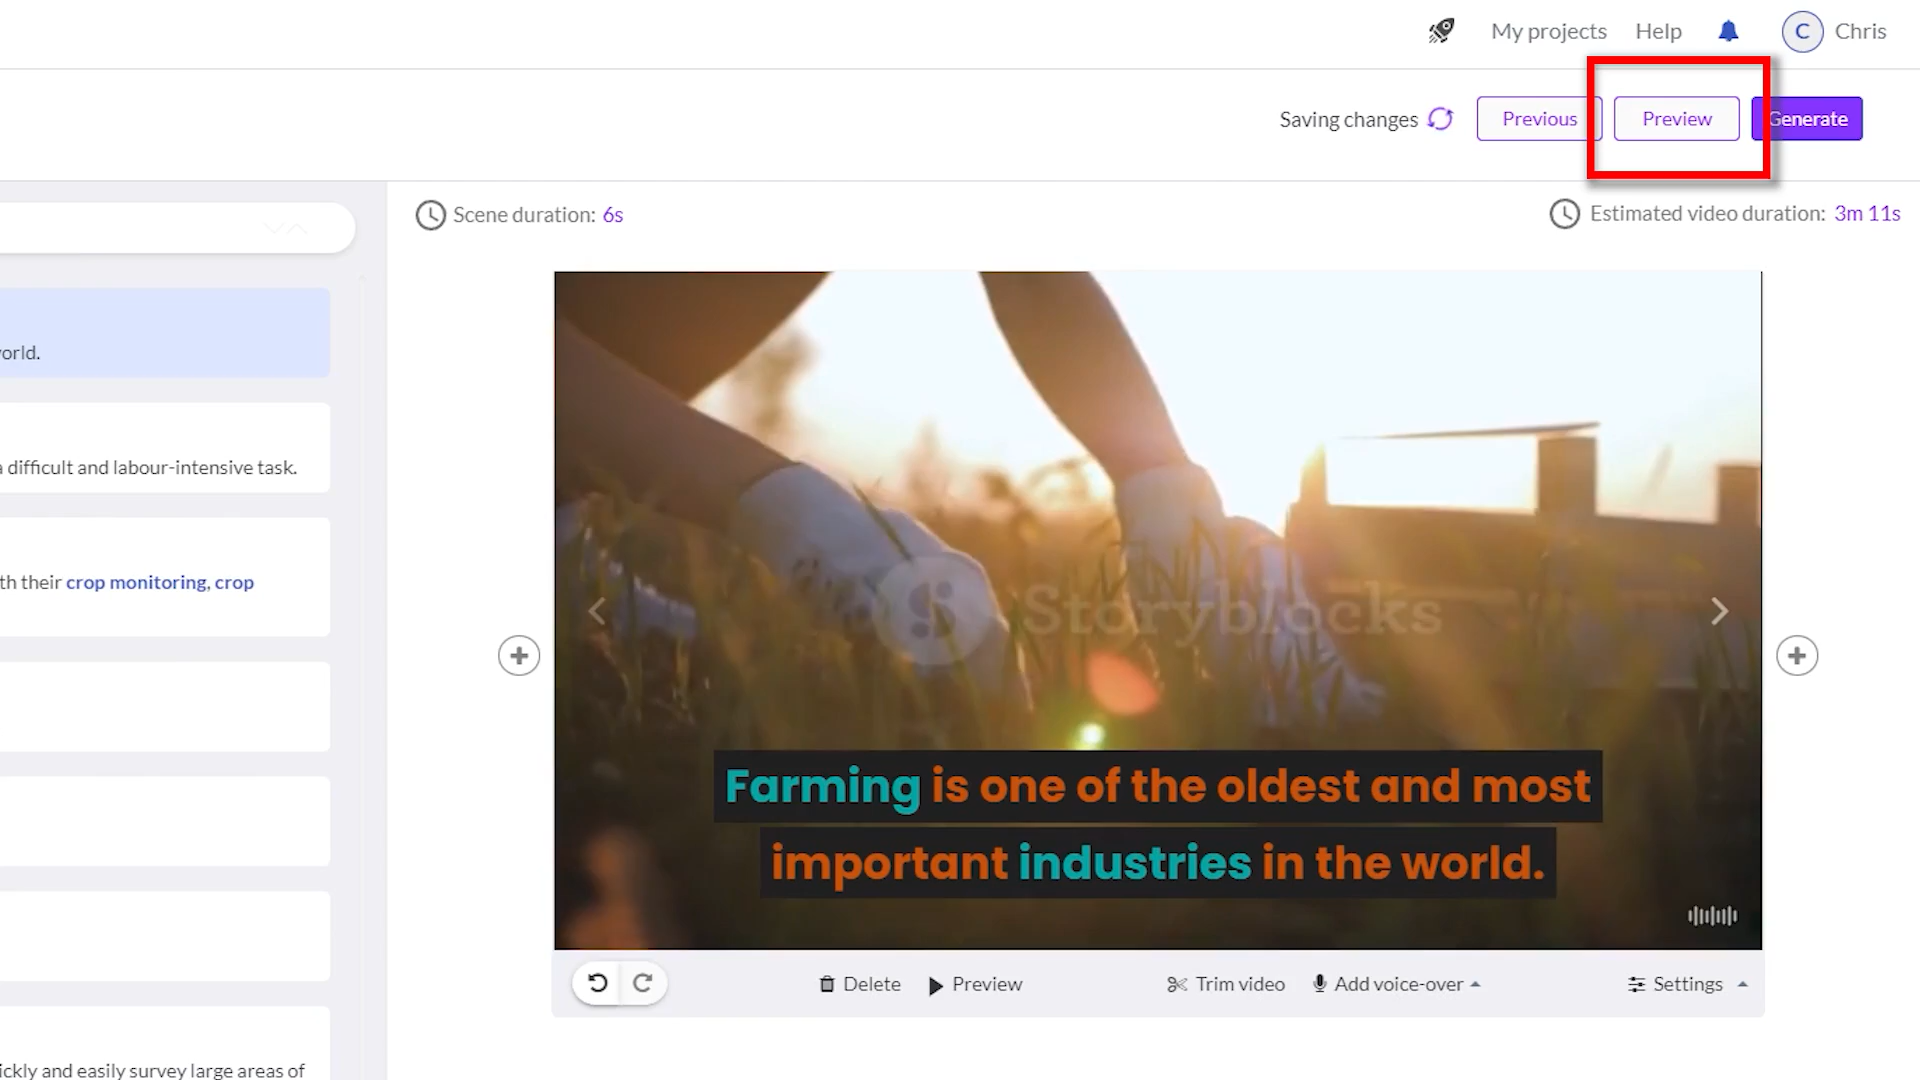 My projects Help C Chris
Saving changes Previous Preview Generate
Scene duration: 6s
Estimated video duration: 3m 11s
orld.
difficult and labour-intensive task.
th their crop monitoring, crop
Storyblocks
Farming is one of the oldest and most
important industries in the world.
Delete Preview Trim video Add voice-over Settings
ickly and easily survey large areas of